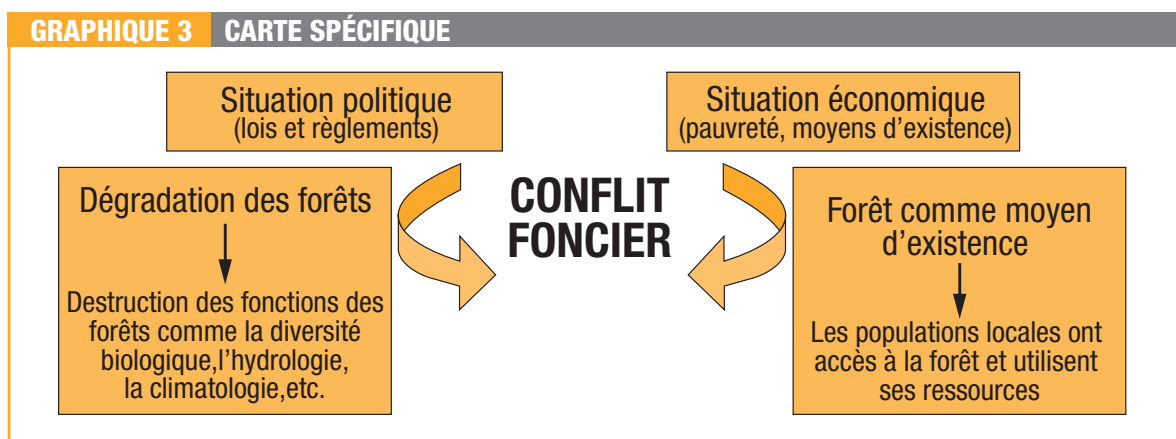 GRAPHIQUE 3 CARTE SPÉCIFIQUE
Situation politique
(lois et règlements)
Situation économique
(pauvreté, moyens d'existence)
Dégradation des forêts
Destruction des fonctions des
forêts comme la diversité
biologique,l'hydrologie,
la climatologie,etc.
CONFLIT
FONCIER
Forêt comme moyen
d'existence
Les populations locales ont
accès à la forêt et utilisent
ses ressources